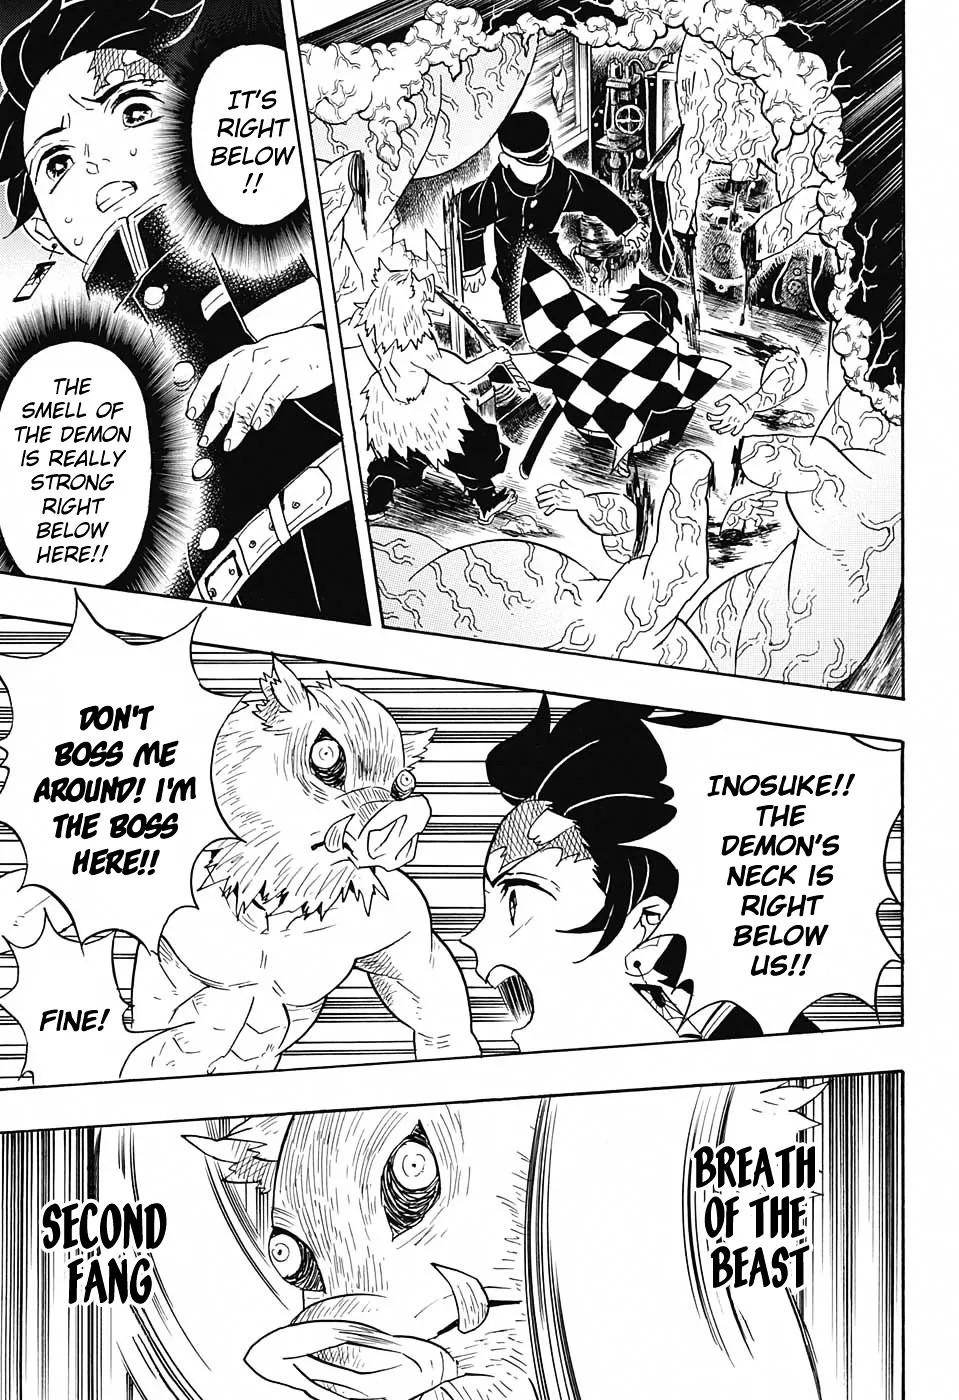 IT'S
RIGHT
BELOW
!!
THE
SMELL OF
THE DEMON
IS REALLY
STRONG
RIGHT
BELOW
HERE!!
INOSUKE!!
THE
DEMON'S
NECK IS
RIGHT
BELOW
US!!
DON'T
BOSS ME
AROUND! I'M
THE BOSS
HERE!!
FINE!
BREATH
OF THE
BEAST
SECOND
FANG